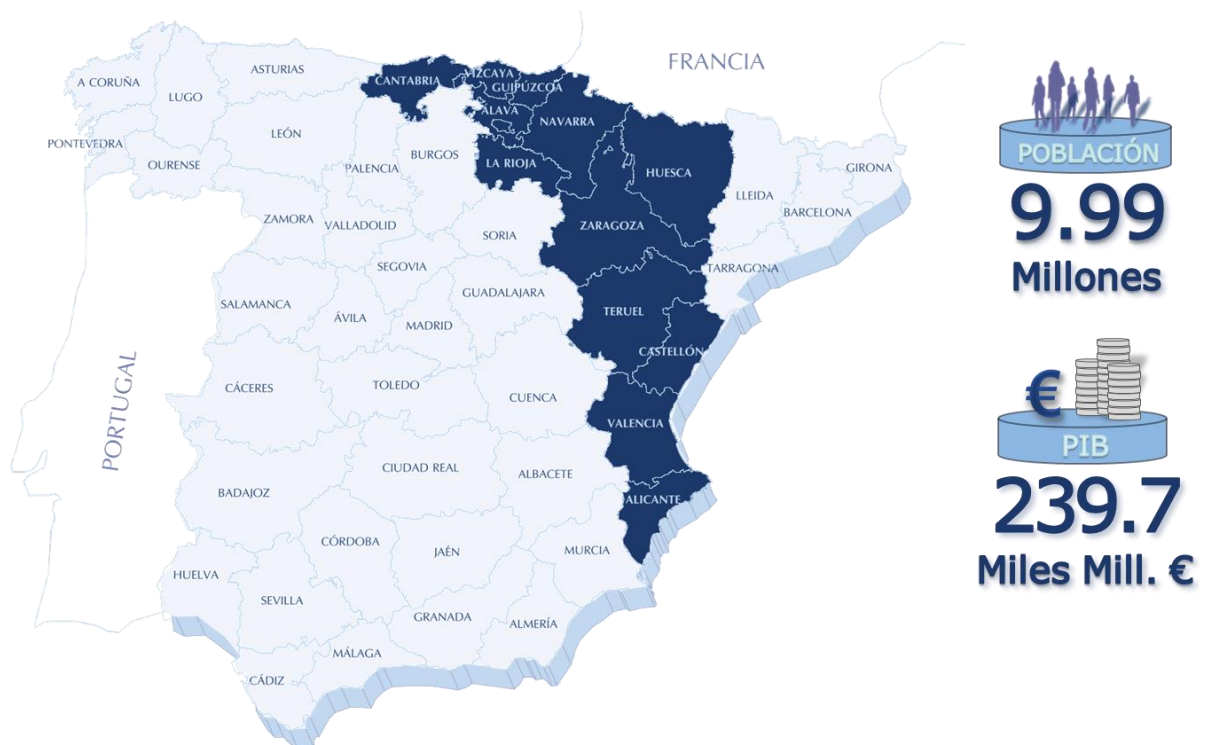 FRANCIA
PORTUGAL
A CORUÑA
LUGO
ASTURIAS
CANTABRIA
VIZCAYA
GUIPÚZCOA
ÁLAVA
NAVARRA
PONTEVEDRA
OURENSE
LEÓN
PALENCIA
BURGOS
LA RIOJA
HUESCA
LLEIDA
GIRONA
BARCELONA
ZAMORA
VALLADOLID
SORIA
ZARAGOZA
TARRAGONA
SEGOVIA
SALAMANCA
ÁVILA
MADRID
GUADALAJARA
TERUEL
CASTELLÓN
CÁCERES
TOLEDO
CUENCA
VALENCIA
BADAJOZ
CIUDAD REAL
ALBACETE
ALICANTE
HUELVA
SEVILLA
CÓRDOBA
JAÉN
MURCIA
GRANADA
ALMERÍA
MÁLAGA
CÁDIZ
POBLACIÓN
9.99
Millones
€
PIB
239.7
Miles Mill. €